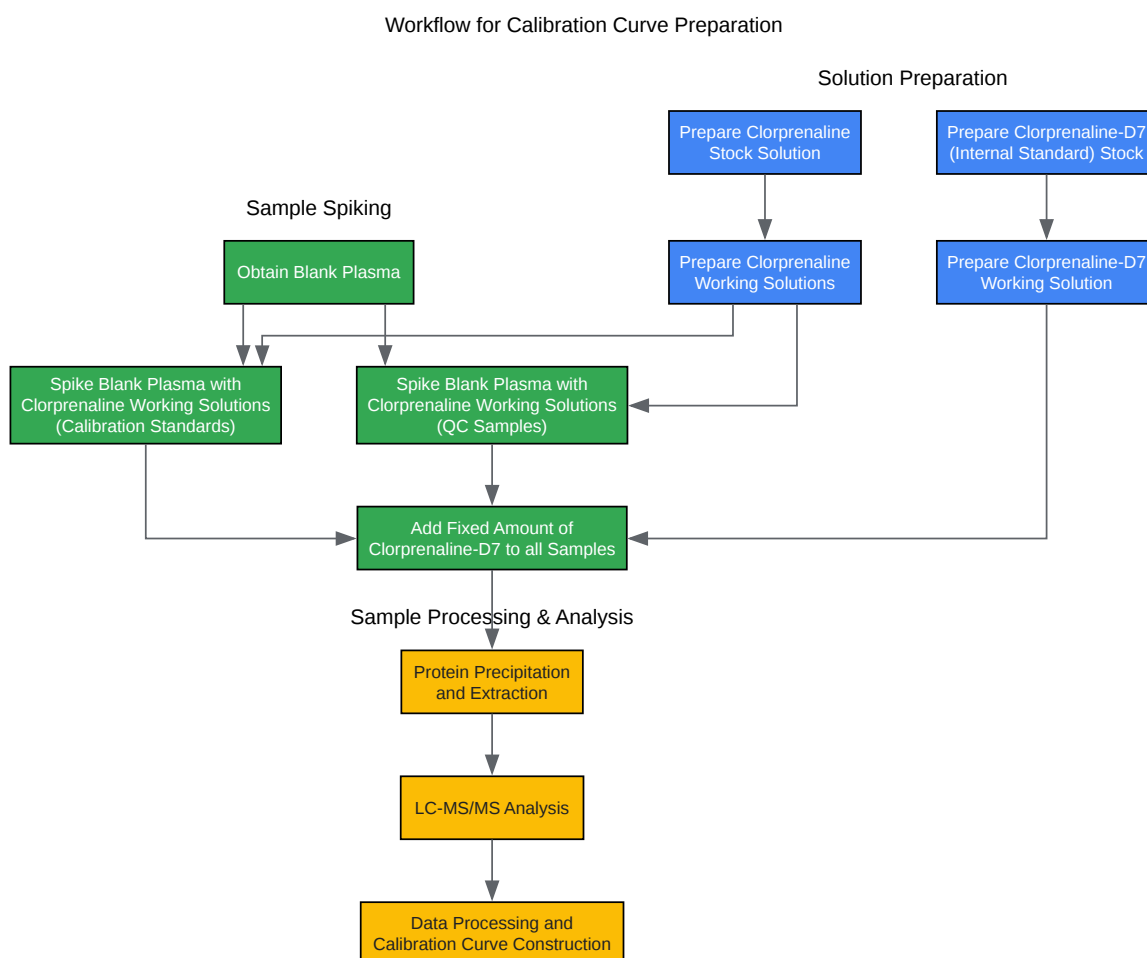 Workflow for Calibration Curve Preparation
Solution Preparation
Prepare Clorprenaline
Stock Solution
Prepare Clorprenaline-D7
(Internal Standard) Stock
Sample Spiking
Obtain Blank Plasma
Prepare Clorprenaline
Working Solutions
Prepare Clorprenaline-D7
Working Solution
Spike Blank Plasma with
Clorprenaline Working Solutions
(Calibration Standards)
Spike Blank Plasma with
Clorprenaline Working Solutions
(QC Samples)
Add Fixed Amount of
Clorprenaline-D7 to all Samples
Sample Processing & Analysis
Protein Precipitation
and Extraction
LC-MS/MS Analysis
Data Processing and
Calibration Curve Construction